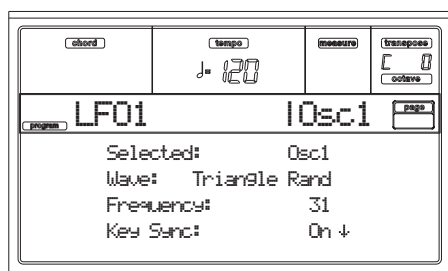 chord tempo measure transpose
♩= 120 C 0
octave
program LFO1 |Osc1 page
Selected: Osc1
Wave: Triangle Rand
Frequency: 31
Key Sync: On ↓